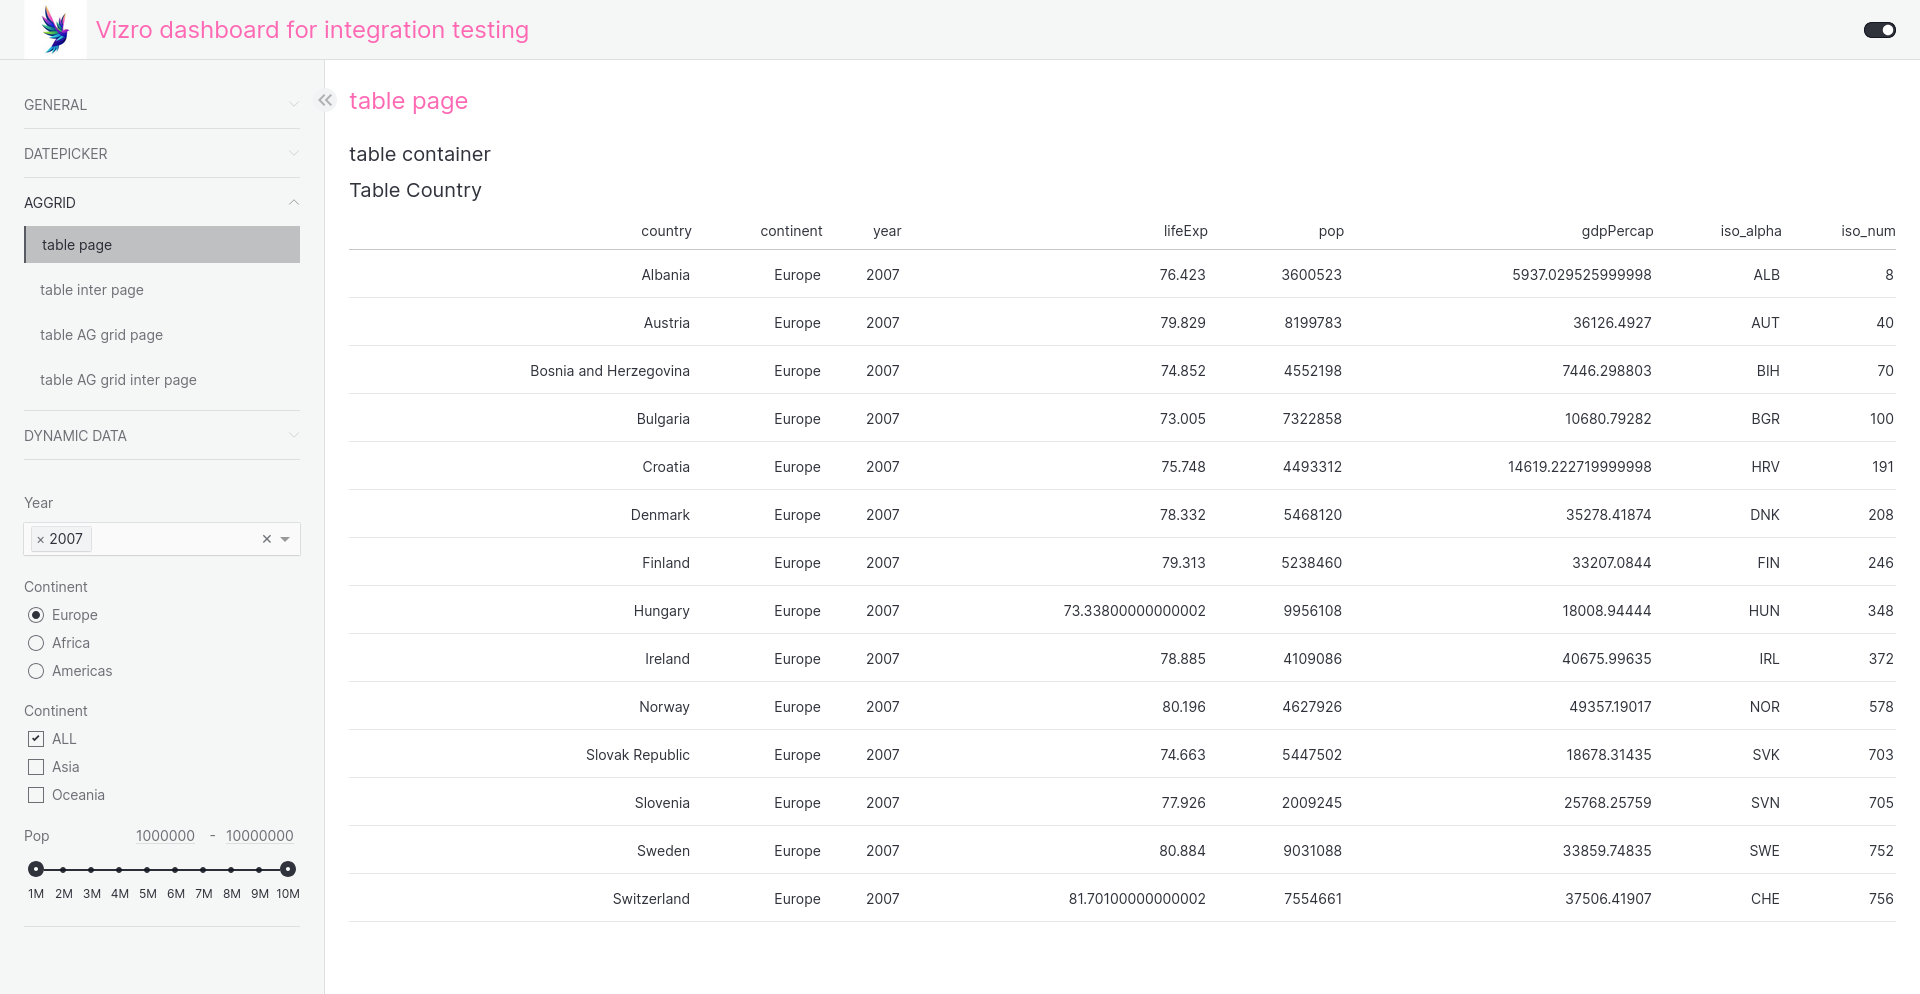 Vizro dashboard for integration testing
GENERAL
DATEPICKER
AGGRID
table page
table inter page
table AG grid page
table AG grid inter page
DYNAMIC DATA
Year
× 2007 ×
Continent
Europe
Africa
Americas
Continent
ALL
Asia
Oceania
Pop 1000000 - 10000000
1M 2M 3M 4M 5M 6M 7M 8M 9M 10M
table page
table container
Table Country
country continent year lifeExp pop gdpPercap iso_alpha iso_num
Albania Europe 2007 76.423 3600523 5937.029525999998 ALB 8
Austria Europe 2007 79.829 8199783 36126.4927 AUT 40
Bosnia and Herzegovina Europe 2007 74.852 4552198 7446.298803 BIH 70
Bulgaria Europe 2007 73.005 7322858 10680.79282 BGR 100
Croatia Europe 2007 75.748 4493312 14619.222719999998 HRV 191
Denmark Europe 2007 78.332 5468120 35278.41874 DNK 208
Finland Europe 2007 79.313 5238460 33207.0844 FIN 246
Hungary Europe 2007 73.33800000000002 9956108 18008.94444 HUN 348
Ireland Europe 2007 78.885 4109086 40675.99635 IRL 372
Norway Europe 2007 80.196 4627926 49357.19017 NOR 578
Slovak Republic Europe 2007 74.663 5447502 18678.31435 SVK 703
Slovenia Europe 2007 77.926 2009245 25768.25759 SVN 705
Sweden Europe 2007 80.884 9031088 33859.74835 SWE 752
Switzerland Europe 2007 81.70100000000002 7554661 37506.41907 CHE 756